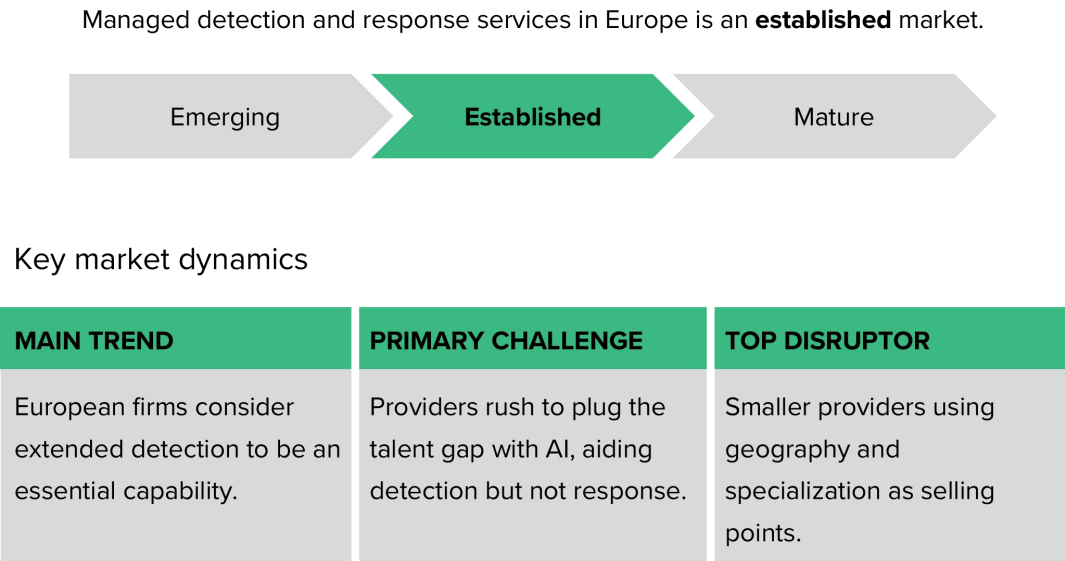 Managed detection and response services in Europe is an established market.
Emerging
Established
Mature
Key market dynamics
MAIN TREND
European firms consider
extended detection to be an
essential capability.
PRIMARY CHALLENGE
Providers rush to plug the
talent gap with AI, aiding
detection but not response.
TOP DISRUPTOR
Smaller providers using
geography and
specialization as selling
points.